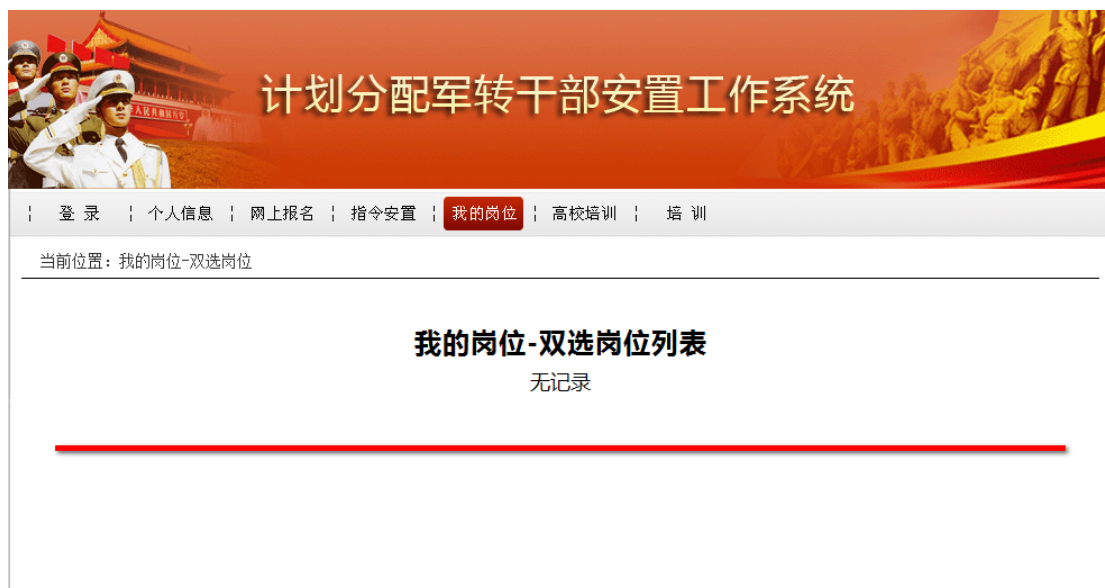 计划分配军转干部安置工作系统
¦ 登 录 ¦ 个人信息 ¦ 网上报名 ¦ 指令安置 ¦ 我的岗位 ¦ 高校培训 ¦ 培 训
当前位置：我的岗位-双选岗位
我的岗位-双选岗位列表
无记录